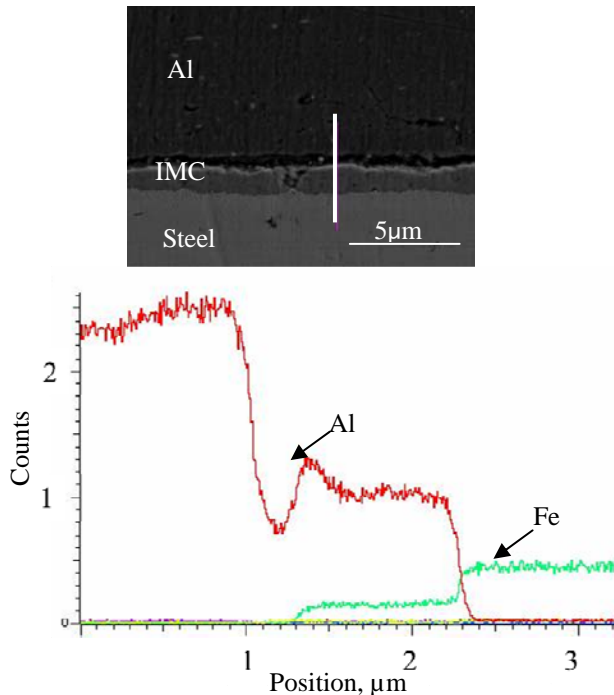 Al
IMC
Steel
5µm
Counts
2
1
0
Al
Fe
1
2
3
Position, µm